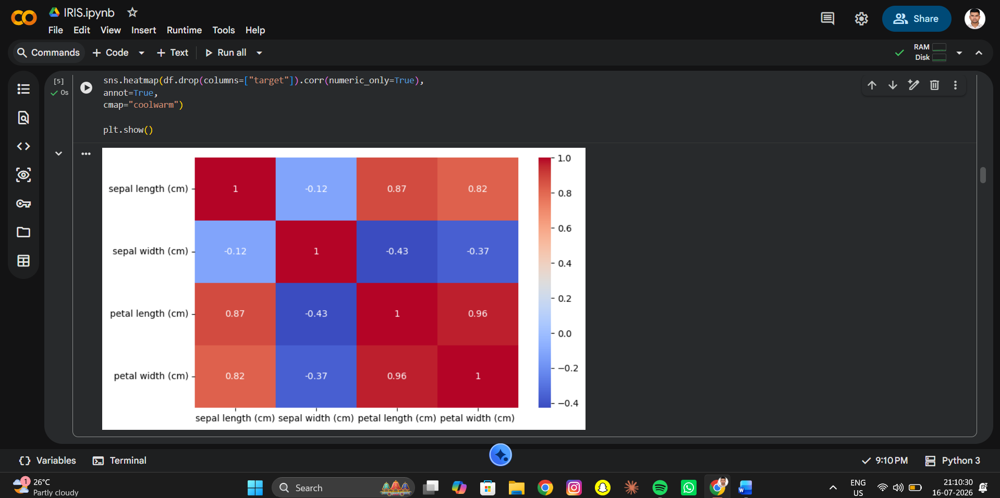 IRIS.ipynb
File Edit View Insert Runtime Tools Help
Share
Commands + Code + Text Run all
RAM
Disk
[5]
0s
sns.heatmap(df.drop(columns=["target"]).corr(numeric_only=True),
annot=True,
cmap="coolwarm")
plt.show()
sepal length (cm) 1 -0.12 0.87 0.82
sepal width (cm) -0.12 1 -0.43 -0.37
petal length (cm) 0.87 -0.43 1 0.96
petal width (cm) 0.82 -0.37 0.96 1
sepal length (cm) sepal width (cm) petal length (cm) petal width (cm)
1.0
0.8
0.6
0.4
0.2
0.0
−0.2
−0.4
Variables Terminal
9:10 PM Python 3
1
26°C
Partly cloudy
Search
ENG
US
21:10:30
16-07-2026